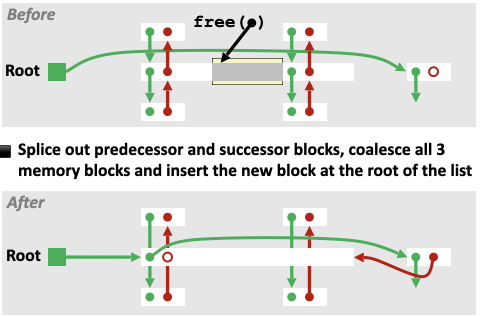 Before
free( )
Root
Splice out predecessor and successor blocks, coalesce all 3
memory blocks and insert the new block at the root of the list
After
Root